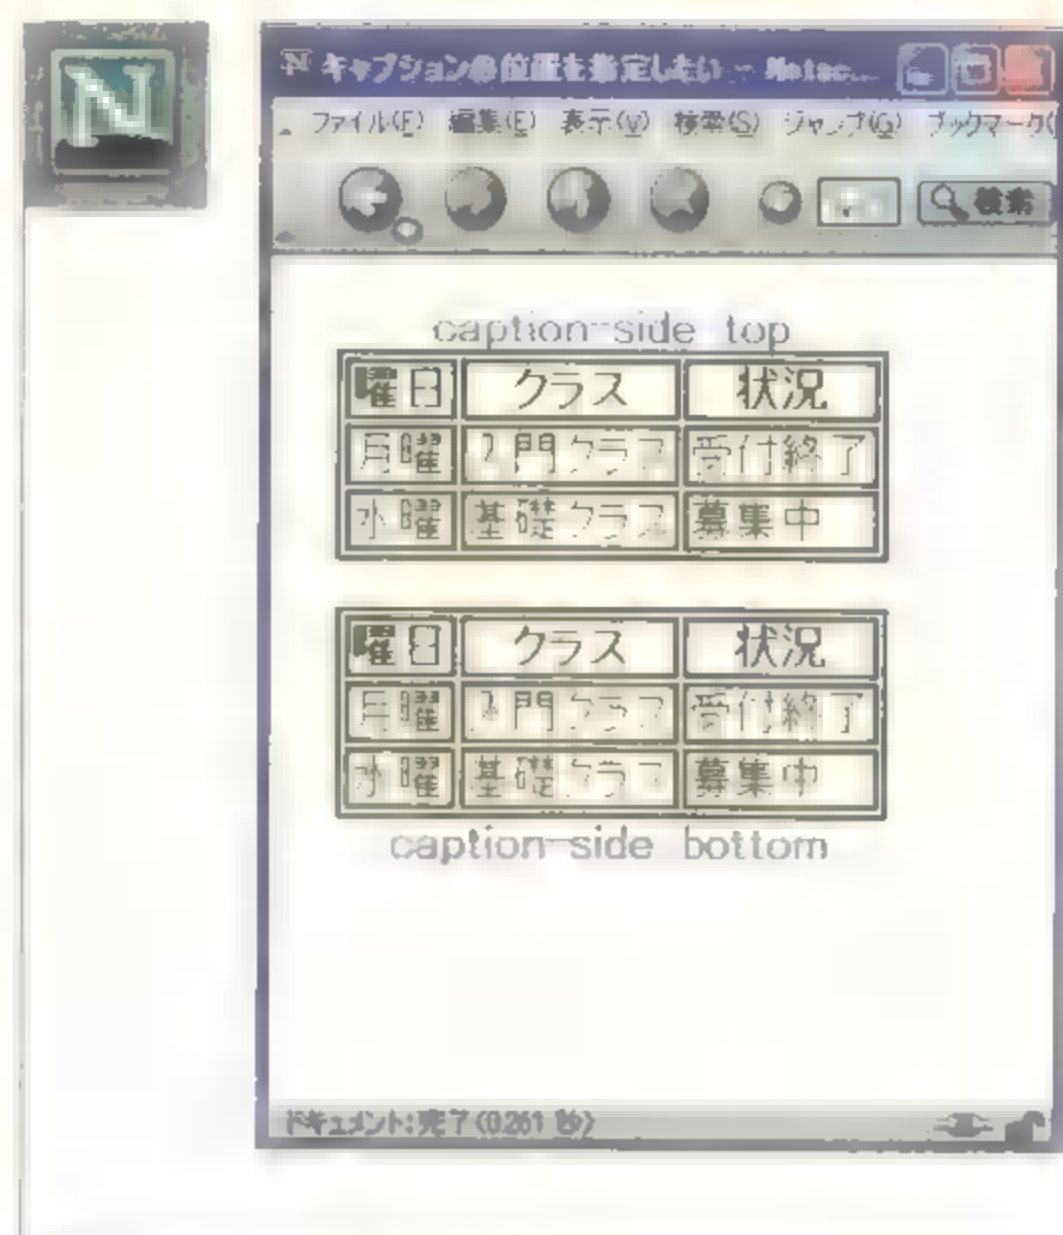 N
キャプションの位置を指定したい - Netsc...
ファイル(F) 編集(E) 表示(V) 検索(S) ジャンプ(G) ブックマーク(
検索
caption-side top
曜日 クラス 状況
月曜 入門クラス 受付終了
水曜 基礎クラス 募集中
曜日 クラス 状況
月曜 入門クラス 受付終了
水曜 基礎クラス 募集中
caption-side bottom
ドキュメント: 完了 (0.261 秒)